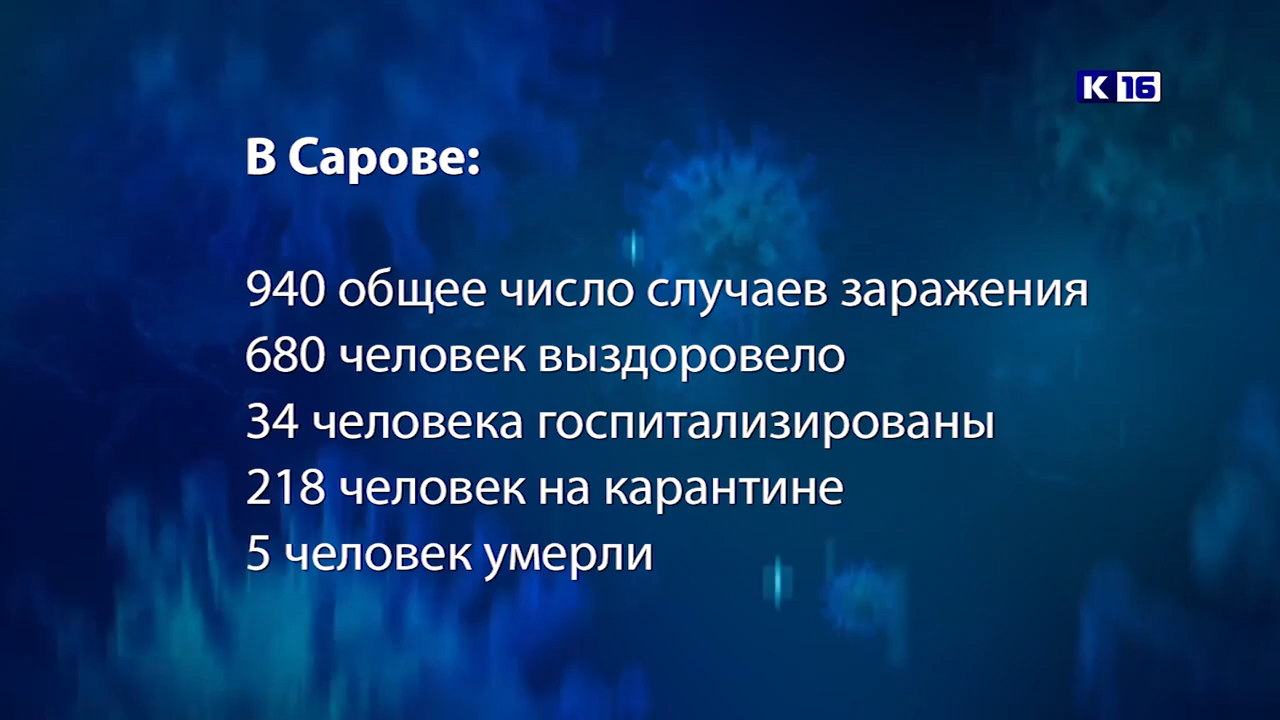 К 16
В Сарове:
940 общее число случаев заражения
680 человек выздоровело
34 человека госпитализированы
218 человек на карантине
5 человек умерли